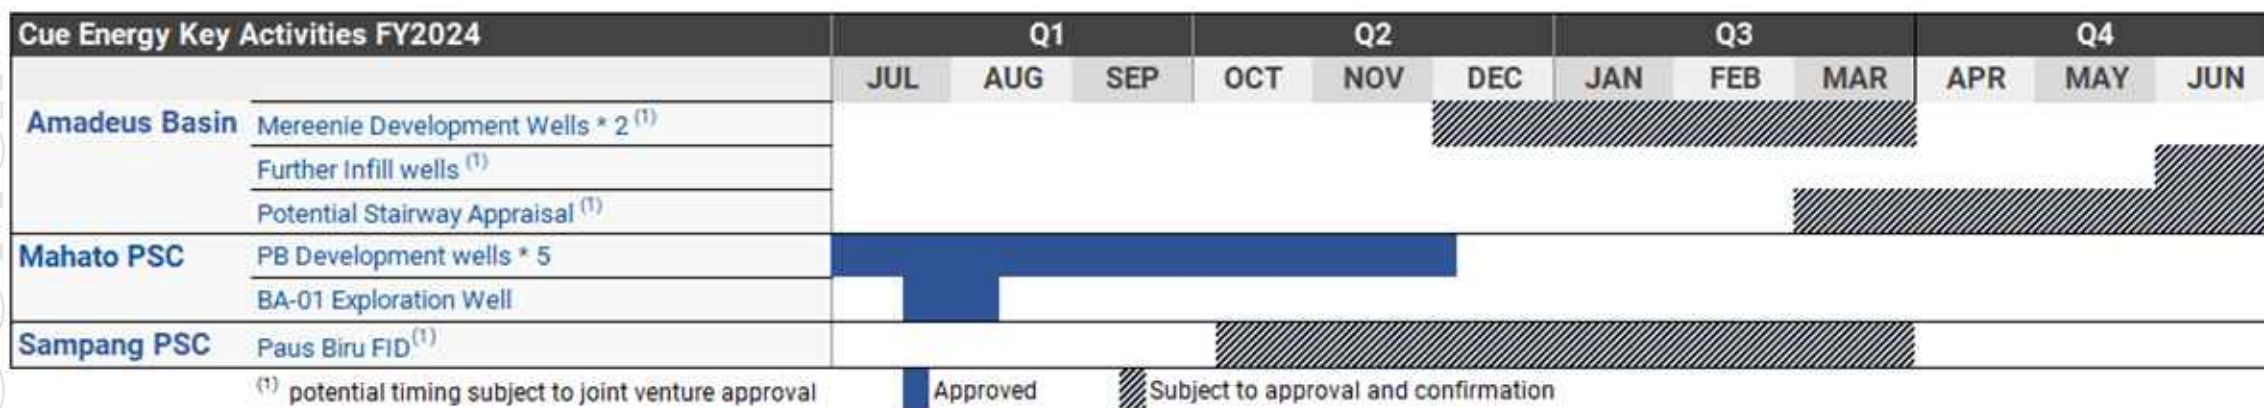 Cue Energy Key Activities FY2024 Q1 Q2 Q3 Q4
JUL AUG SEP OCT NOV DEC JAN FEB MAR APR MAY JUN
Amadeus Basin Mereenie Development Wells * 2 (1)
Further Infill wells (1)
Potential Stairway Appraisal (1)
Mahato PSC PB Development wells * 5
BA-01 Exploration Well
Sampang PSC Paus Biru FID(1)
(1) potential timing subject to joint venture approval Approved Subject to approval and confirmation